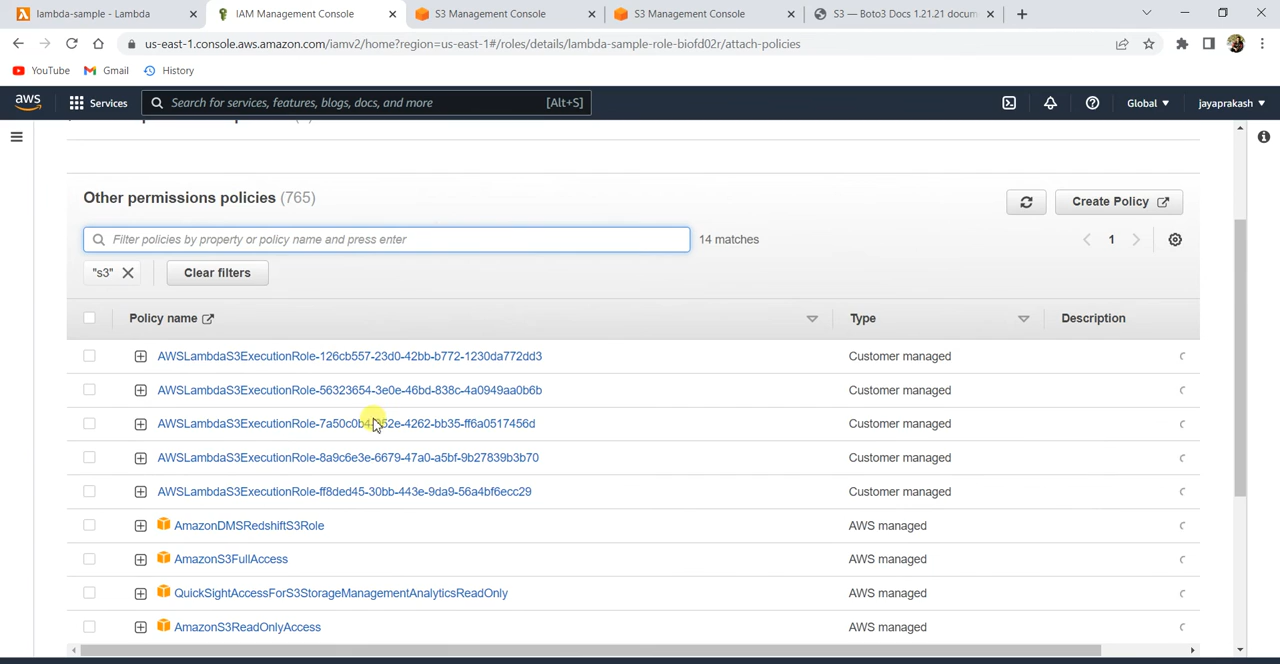 lambda-sample - Lambda
IAM Management Console
S3 Management Console
S3 Management Console
S3 — Boto3 Docs 1.21.21 docum
us-east-1.console.aws.amazon.com/iamv2/home?region=us-east-1#/roles/details/lambda-sample-role-biofd02r/attach-policies
YouTube
Gmail
History
aws
Services
Search for services, features, blogs, docs, and more
[Alt+S]
Global
jayaprakash
Other permissions policies (765)
Create Policy
Filter policies by property or policy name and press enter
14 matches
1
"s3"
Clear filters
Policy name
Type
Description
AWSLambdaS3ExecutionRole-126cb557-23d0-42bb-b772-1230da772dd3
Customer managed
AWSLambdaS3ExecutionRole-56323654-3e0e-46bd-838c-4a0949aa0b6b
Customer managed
Customer managed
AWSLambdaS3ExecutionRole-8a9c6e3e-6679-47a0-a5bf-9b27839b3b70
Customer managed
AWSLambdaS3ExecutionRole-ff8ded45-30bb-443e-9da9-56a4bf6ecc29
Customer managed
AmazonDMSRedshiftS3Role
AWS managed
AmazonS3FullAccess
AWS managed
QuickSightAccessForS3StorageManagementAnalyticsReadOnly
AWS managed
AmazonS3ReadOnlyAccess
AWS managed